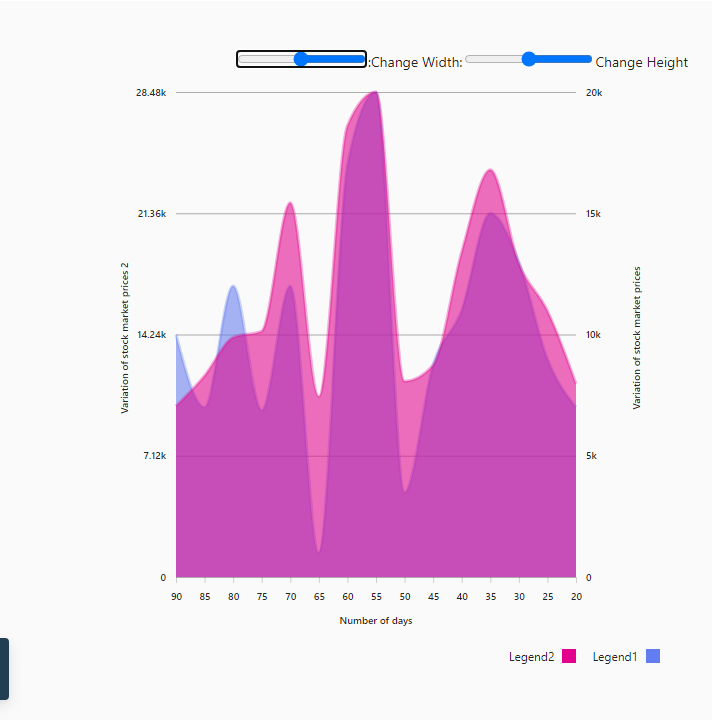 :Change Width: Change Height
28.48k 20k
21.36k 15k
Variation of stock market prices 2
Variation of stock market prices
14.24k 10k
7.12k 5k
0 0
90 85 80 75 70 65 60 55 50 45 40 35 30 25 20
Number of days
Legend2 Legend1